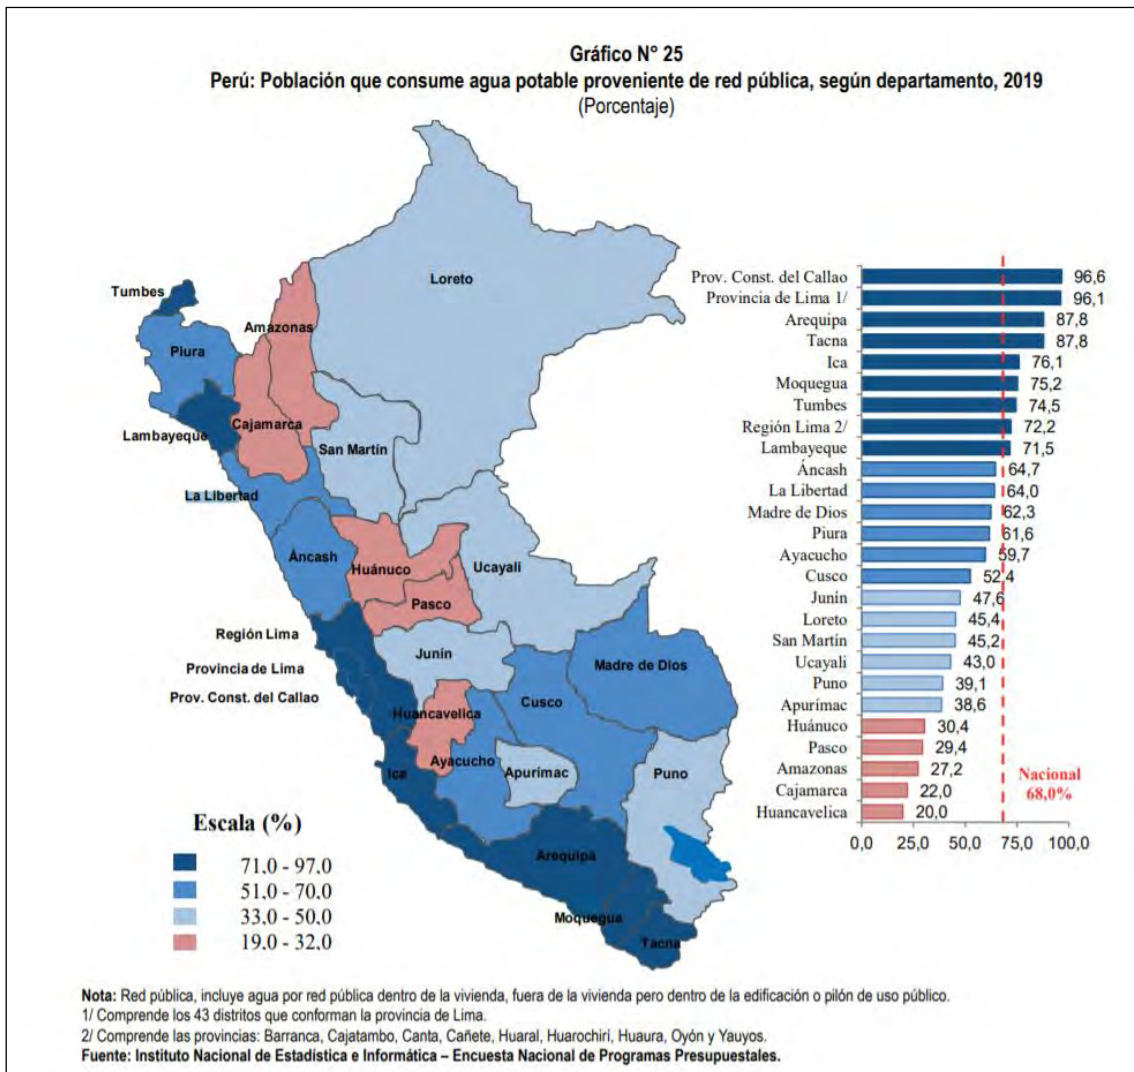 Gráfico N° 25
Perú: Población que consume agua potable proveniente de red pública, según departamento, 2019
(Porcentaje)
Loreto
Tumbes
Amazonas
Piura
Cajamarca
Lambayeque
San Martín
La Libertad
Áncash
Huánuco
Ucayali
Pasco
Región Lima
Junín
Provincia de Lima
Madre de Dios
Prov. Const. del Callao
Cusco
Huancavelica
Ica
Ayacucho
Apurímac
Puno
Arequipa
Moquegua
Tacna
Escala (%)
71,0 - 97,0
51,0 - 70,0
33,0 - 50,0
19,0 - 32,0
Prov. Const. del Callao 96,6
Provincia de Lima 1/ 96,1
Arequipa 87,8
Tacna 87,8
Ica 76,1
Moquegua 75,2
Tumbes 74,5
Región Lima 2/ 72,2
Lambayeque 71,5
Áncash 64,7
La Libertad 64,0
Madre de Dios 62,3
Piura 61,6
Ayacucho 59,7
Cusco 52,4
Junín 47,6
Loreto 45,4
San Martín 45,2
Ucayali 43,0
Puno 39,1
Apurímac 38,6
Huánuco 30,4
Pasco 29,4
Amazonas 27,2
Cajamarca 22,0
Huancavelica 20,0
Nacional
68,0%
0,0 25,0 50,0 75,0 100,0
Nota: Red pública, incluye agua por red pública dentro de la vivienda, fuera de la vivienda pero dentro de la edificación o pilón de uso público.
1/ Comprende los 43 distritos que conforman la provincia de Lima.
2/ Comprende las provincias: Barranca, Cajatambo, Canta, Cañete, Huaral, Huarochirí, Huaura, Oyón y Yauyos.
Fuente: Instituto Nacional de Estadística e Informática – Encuesta Nacional de Programas Presupuestales.